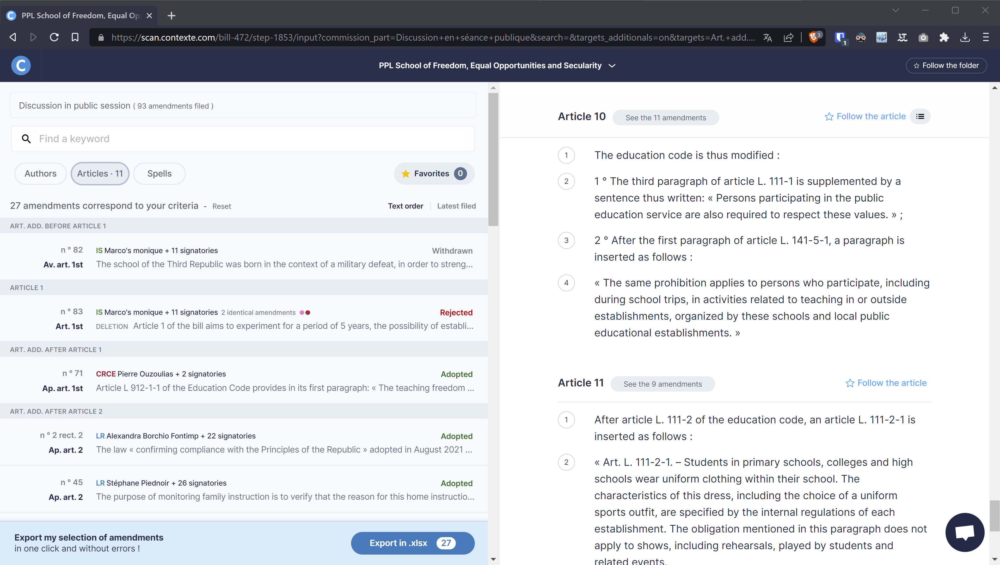 PPL School of Freedom, Equal Op
https://scan.contexte.com/bill-472/step-1853/input?commission_part=Discussion+en+séance+publique&search=&targets_additionals=on&targets=Art.+add....
3
1
LT
C
PPL School of Freedom, Equal Opportunities and Secularity
Follow the folder
Discussion in public session ( 93 amendments filed )
Find a keyword
Authors
Articles · 11
Spells
Favorites 0
27 amendments correspond to your criteria - Reset
Text order | Latest filed
ART. ADD. BEFORE ARTICLE 1
n ° 82 IS Marco's monique + 11 signatories Withdrawn
Av. art. 1st The school of the Third Republic was born in the context of a military defeat, in order to streng...
ARTICLE 1
n ° 83 IS Marco's monique + 11 signatories 2 identical amendments Rejected
Art. 1st DELETION Article 1 of the bill aims to experiment for a period of 5 years, the possibility of establi...
ART. ADD. AFTER ARTICLE 1
n ° 71 CRCE Pierre Ouzoulias + 2 signatories Adopted
Ap. art. 1st Article L 912-1-1 of the Education Code provides in its first paragraph: « The teaching freedom ...
ART. ADD. AFTER ARTICLE 2
n ° 2 rect. 2 LR Alexandra Borchio Fontimp + 22 signatories Adopted
Ap. art. 2 The law « confirming compliance with the Principles of the Republic » adopted in August 2021 ...
n ° 45 LR Stéphane Piednoir + 26 signatories Adopted
Ap. art. 2 The purpose of monitoring family instruction is to verify that the reason for this home instructio...
Export my selection of amendments
in one click and without errors !
Export in .xlsx 27
Article 10 See the 11 amendments Follow the article
1 The education code is thus modified :
2 1 ° The third paragraph of article L. 111-1 is supplemented by a
sentence thus written: « Persons participating in the public
education service are also required to respect these values. » ;
3 2 ° After the first paragraph of article L. 141-5-1, a paragraph is
inserted as follows :
4 « The same prohibition applies to persons who participate, including
during school trips, in activities related to teaching in or outside
establishments, organized by these schools and local public
educational establishments. »
Article 11 See the 9 amendments Follow the article
1 After article L. 111-2 of the education code, an article L. 111-2-1 is
inserted as follows :
2 « Art. L. 111-2-1. – Students in primary schools, colleges and high
schools wear uniform clothing within their school. The
characteristics of this dress, including the choice of a uniform
sports outfit, are specified by the internal regulations of each
establishment. The obligation mentioned in this paragraph does not
apply to shows, including rehearsals, played by students and
related events.